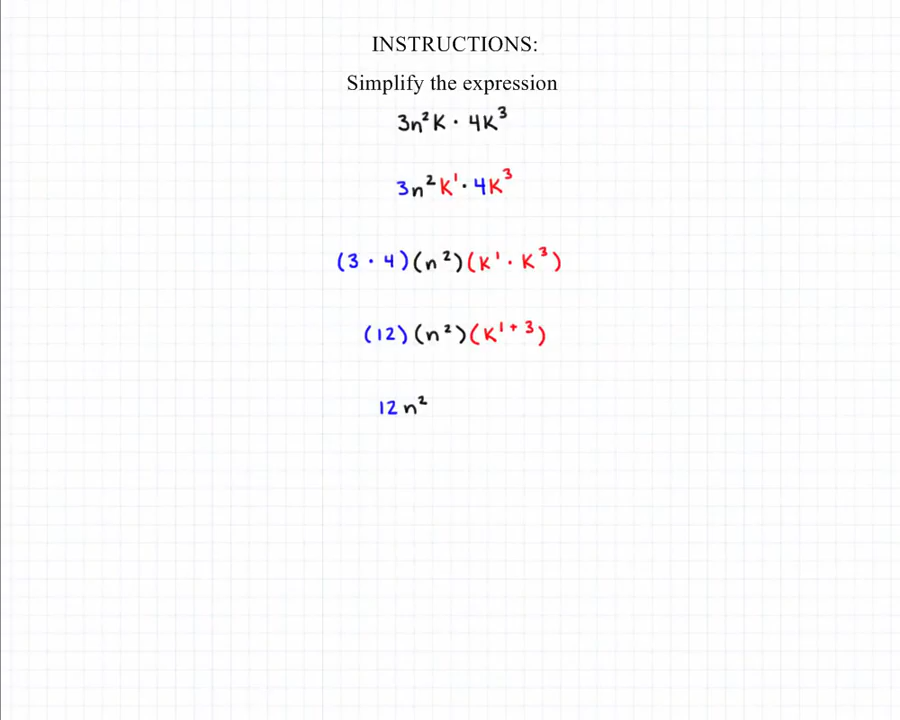 INSTRUCTIONS:
Simplify the expression
3n²K · 4K³
3n²K¹ · 4K³
(3 · 4)(n²)(K¹ · K³)
(12)(n²)(K¹⁺³)
12n²